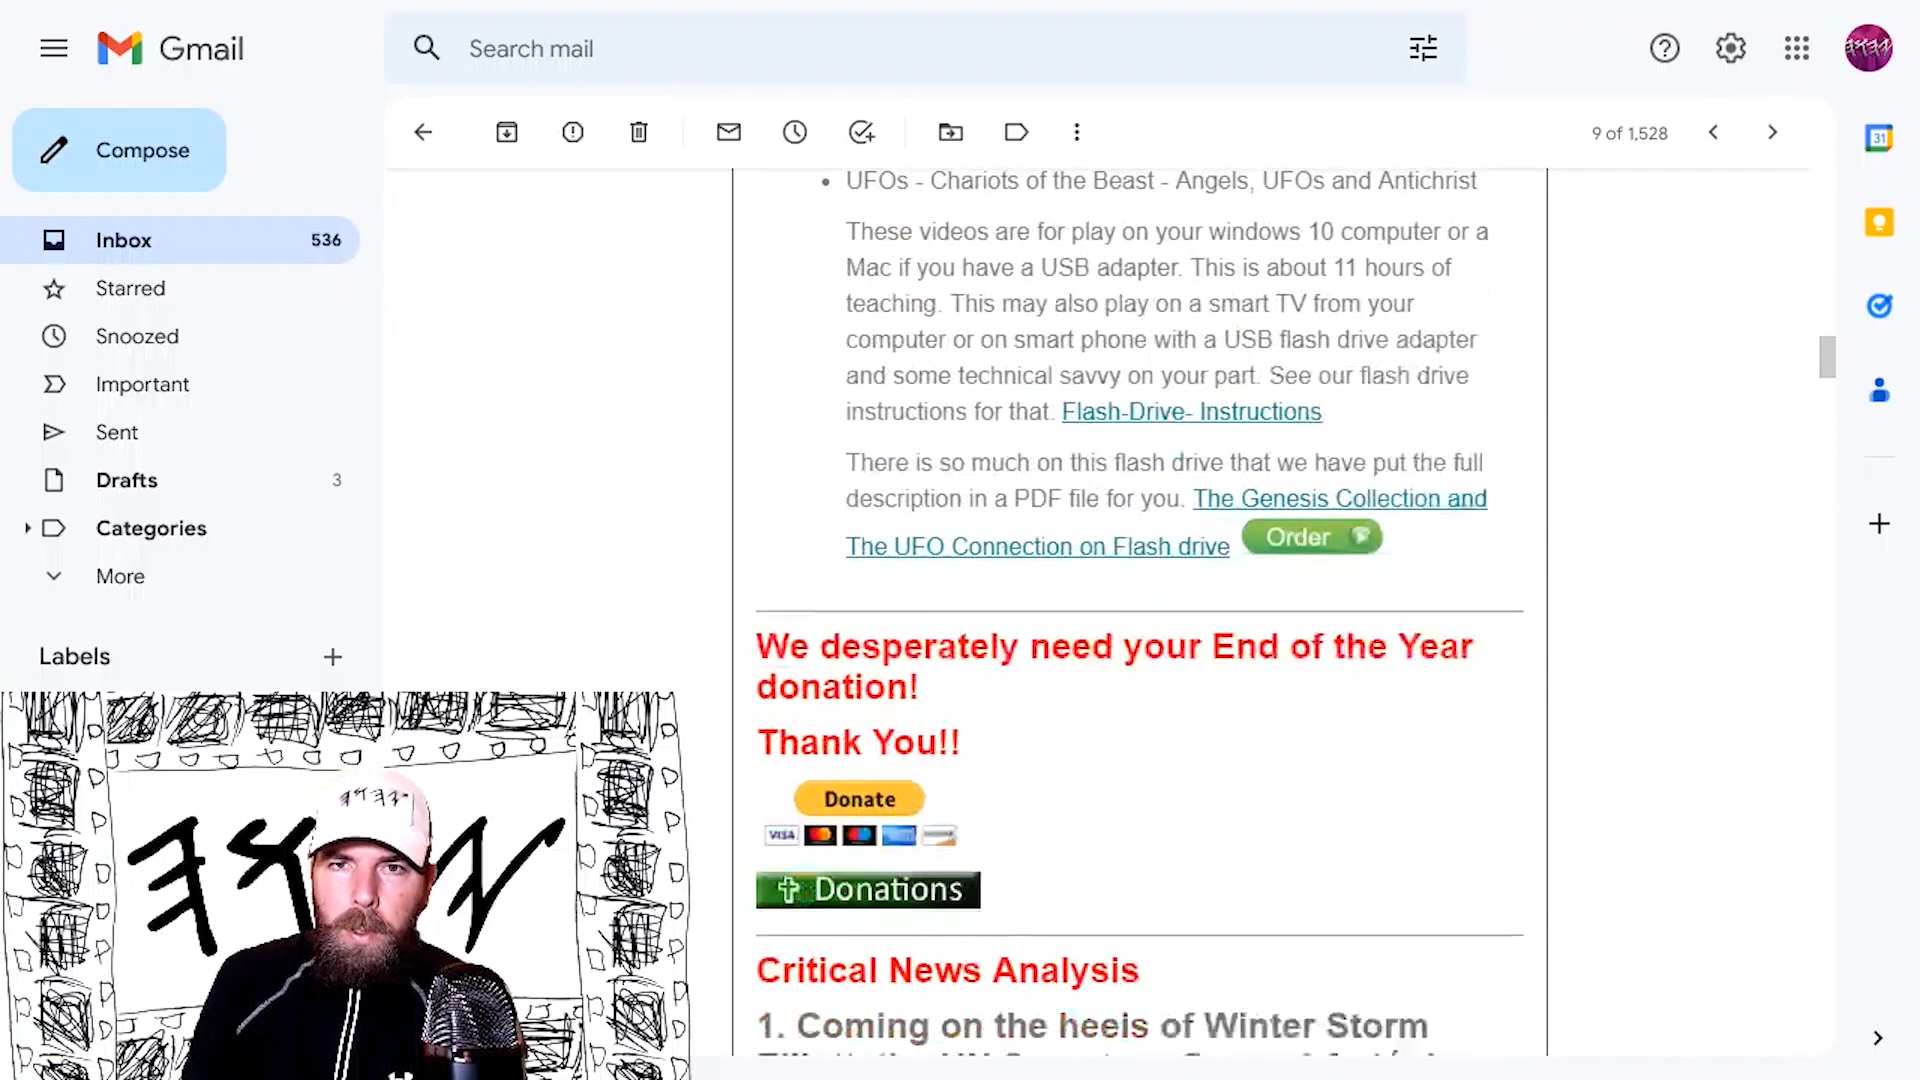 Gmail
Search mail
Compose
9 of 1,528
31
Inbox 536
Starred
Snoozed
Important
Sent
Drafts 3
Categories
More
Labels
UFOs - Chariots of the Beast - Angels, UFOs and Antichrist
These videos are for play on your windows 10 computer or a
Mac if you have a USB adapter. This is about 11 hours of
teaching. This may also play on a smart TV from your
computer or on smart phone with a USB flash drive adapter
and some technical savvy on your part. See our flash drive
instructions for that. Flash-Drive- Instructions
There is so much on this flash drive that we have put the full
description in a PDF file for you. The Genesis Collection and
The UFO Connection on Flash drive Order
We desperately need your End of the Year
donation!
Thank You!!
Donate
VISA
Donations
Critical News Analysis
1. Coming on the heels of Winter Storm
𐤉𐤄𐤅𐤄